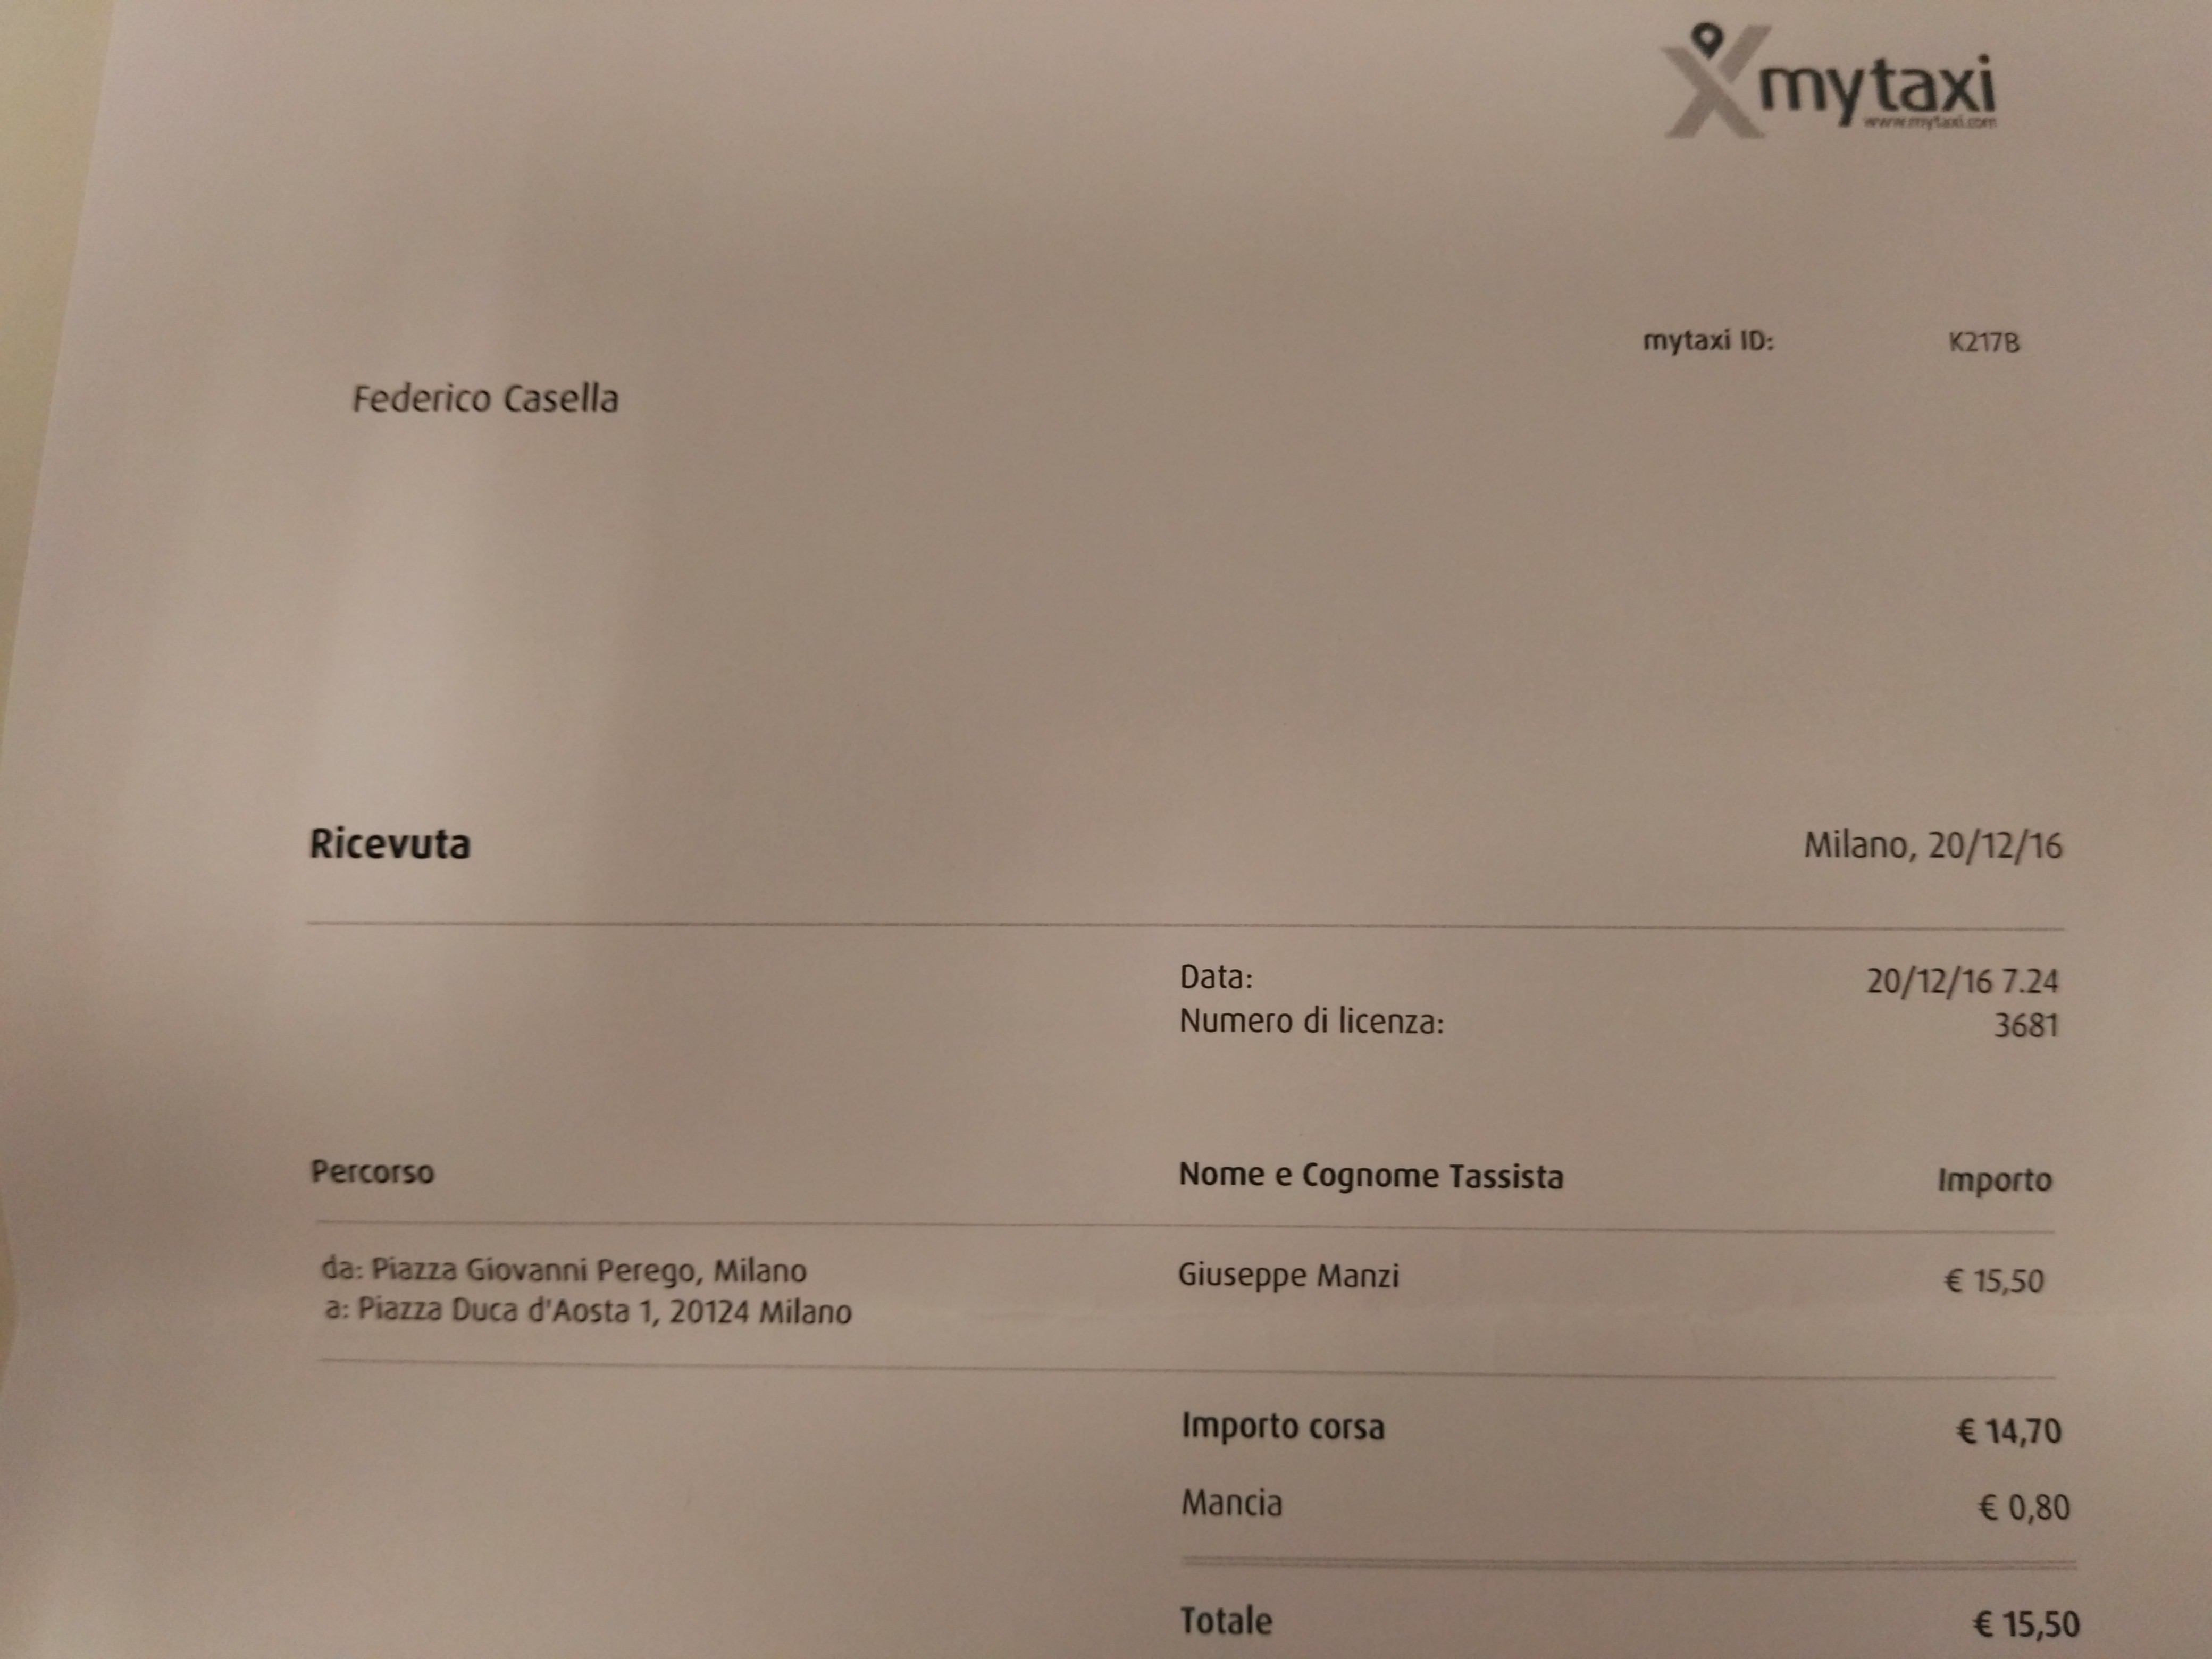 mytaxi
www.mytaxi.com
mytaxi ID: K217B
Federico Casella
Ricevuta Milano, 20/12/16
Data: 20/12/16 7.24
Numero di licenza: 3681
Percorso Nome e Cognome Tassista Importo
da: Piazza Giovanni Perego, Milano Giuseppe Manzi € 15,50
a: Piazza Duca d'Aosta 1, 20124 Milano
Importo corsa € 14,70
Mancia € 0,80
Totale € 15,50